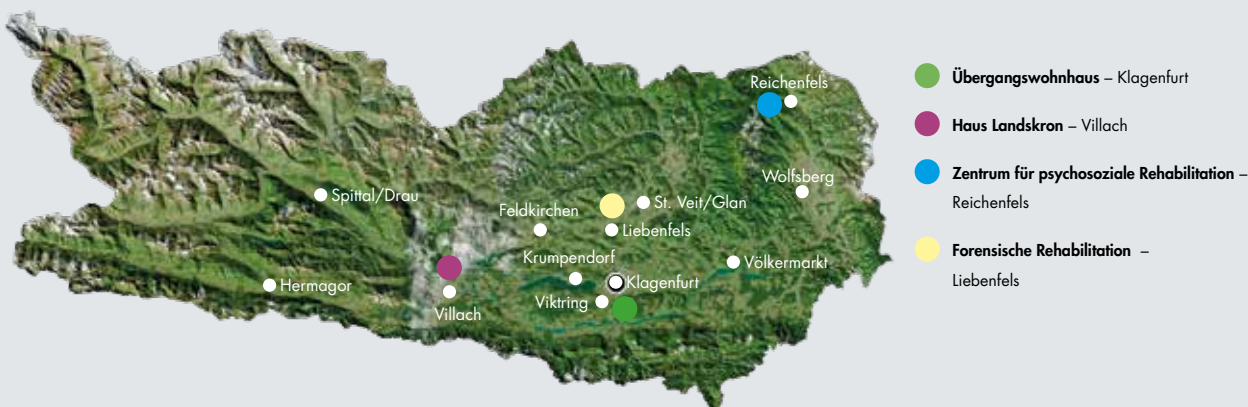 Reichenfels
Wolfsberg
Spittal/Drau
St. Veit/Glan
Feldkirchen
Liebenfels
Krumpendorf
Völkermarkt
Hermagor
Klagenfurt
Viktring
Villach
Übergangswohnhaus – Klagenfurt
Haus Landskron – Villach
Zentrum für psychosoziale Rehabilitation –
Reichenfels
Forensische Rehabilitation –
Liebenfels